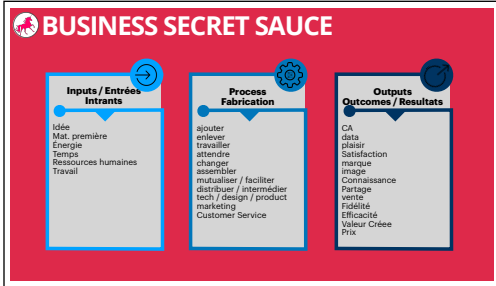 BUSINESS SECRET SAUCE
Inputs / Entrées
Intrants
Idée
Mat. première
Énergie
Temps
Ressources humaines
Travail
Process
Fabrication
ajouter
enlever
travailler
attendre
changer
assembler
mutualiser / faciliter
distribuer / intermédier
tech / design / product
marketing
Customer Service
Outputs
Outcomes / Resultats
CA
data
plaisir
Satisfaction
marque
image
Connaissance
Partage
vente
Fidélité
Efficacité
Valeur Créee
Prix